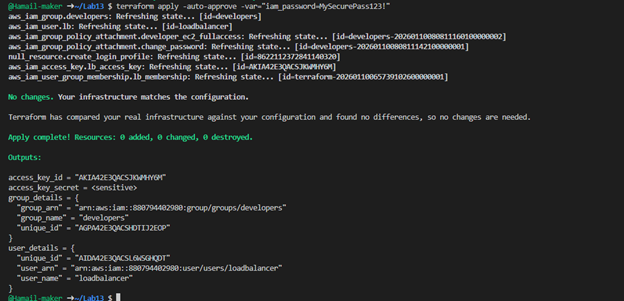 @Hamail-maker →~/Lab13 $ terraform apply -auto-approve -var="iam_password=MySecurePass123!"
aws_iam_group.developers: Refreshing state... [id=developers]
aws_iam_user.lb: Refreshing state... [id=loadbalancer]
aws_iam_group_policy_attachment.developer_ec2_fullaccess: Refreshing state... [id=developers-20260110080811160100000002]
aws_iam_group_policy_attachment.change_password: Refreshing state... [id=developers-20260110080811142100000001]
null_resource.create_login_profile: Refreshing state... [id=8622112372841140320]
aws_iam_access_key.lb_access_key: Refreshing state... [id=AKIA42E3QACSJKWMHY6M]
aws_iam_user_group_membership.lb_membership: Refreshing state... [id=terraform-20260110065739102600000001]
No changes. Your infrastructure matches the configuration.
Terraform has compared your real infrastructure against your configuration and found no differences, so no changes are needed.
Apply complete! Resources: 0 added, 0 changed, 0 destroyed.
Outputs:
access_key_id = "AKIA42E3QACSJKWMHY6M"
access_key_secret = <sensitive>
group_details = {
"group_arn" = "arn:aws:iam::880794402980:group/groups/developers"
"group_name" = "developers"
"unique_id" = "AGPA42E3QACSHDTIJ2EOP"
}
user_details = {
"unique_id" = "AIDA42E3QACSL6WSGHQDT"
"user_arn" = "arn:aws:iam::880794402980:user/users/loadbalancer"
"user_name" = "loadbalancer"
}
@Hamail-maker →~/Lab13 $